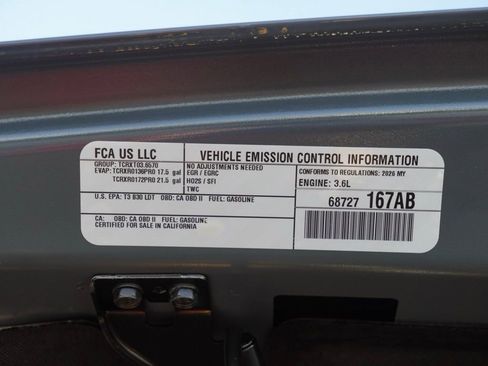 FCA US LLC
VEHICLE EMISSION CONTROL INFORMATION
GROUP: TCRXT03.6570
EVAP: TCRXR0136PR0 17.5 gal
TCRXR0172PR0 21.5 gal
NO ADJUSTMENTS NEEDED
EGR / EGRC
HO2S / SFI
TWC
CONFORMS TO REGULATIONS: 2026 MY
ENGINE: 3.6L
68727 167AB
U.S. EPA: T3 B30 LDT OBD: CA OBD II FUEL: GASOLINE
CA: OBD: CA OBD II FUEL: GASOLINE
CERTIFIED FOR SALE IN CALIFORNIA